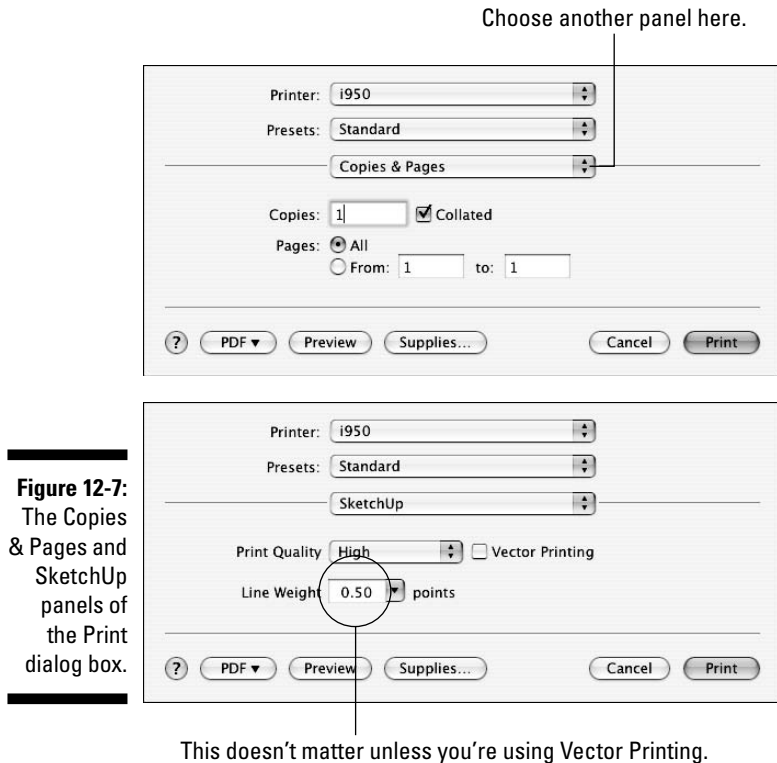 Choose another panel here.
Printer: i950
Presets: Standard
Copies & Pages
Copies: 1 Collated
Pages: All
From: 1 to: 1
? PDF Preview Supplies... Cancel Print
Printer: i950
Presets: Standard
SketchUp
Print Quality High Vector Printing
Line Weight 0.50 points
? PDF Preview Supplies... Cancel Print
Figure 12-7:
The Copies
& Pages and
SketchUp
panels of
the Print
dialog box.
This doesn't matter unless you're using Vector Printing.